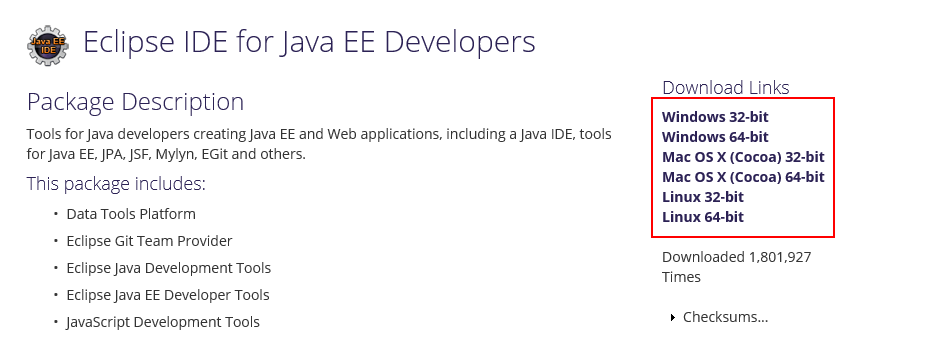 Java EE
IDE
Eclipse IDE for Java EE Developers
Package Description
Tools for Java developers creating Java EE and Web applications, including a Java IDE, tools
for Java EE, JPA, JSF, Mylyn, EGit and others.
This package includes:
• Data Tools Platform
• Eclipse Git Team Provider
• Eclipse Java Development Tools
• Eclipse Java EE Developer Tools
• JavaScript Development Tools
Download Links
Windows 32-bit
Windows 64-bit
Mac OS X (Cocoa) 32-bit
Mac OS X (Cocoa) 64-bit
Linux 32-bit
Linux 64-bit
Downloaded 1,801,927
Times
Checksums...